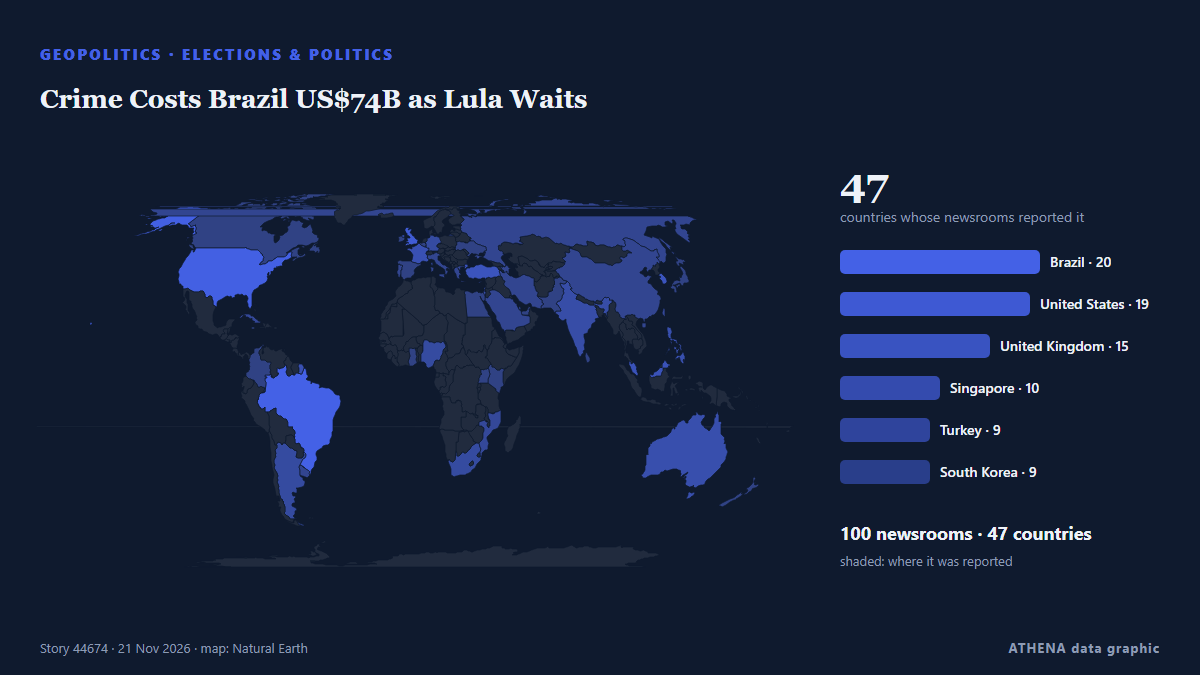 GEOPOLITICS · ELECTIONS & POLITICS
Crime Costs Brazil US$74B as Lula Waits
47
countries whose newsrooms reported it
Brazil · 20
United States · 19
United Kingdom · 15
Singapore · 10
Turkey · 9
South Korea · 9
100 newsrooms · 47 countries
shaded: where it was reported
Story 44674 · 21 Nov 2026 · map: Natural Earth
ATHENA data graphic